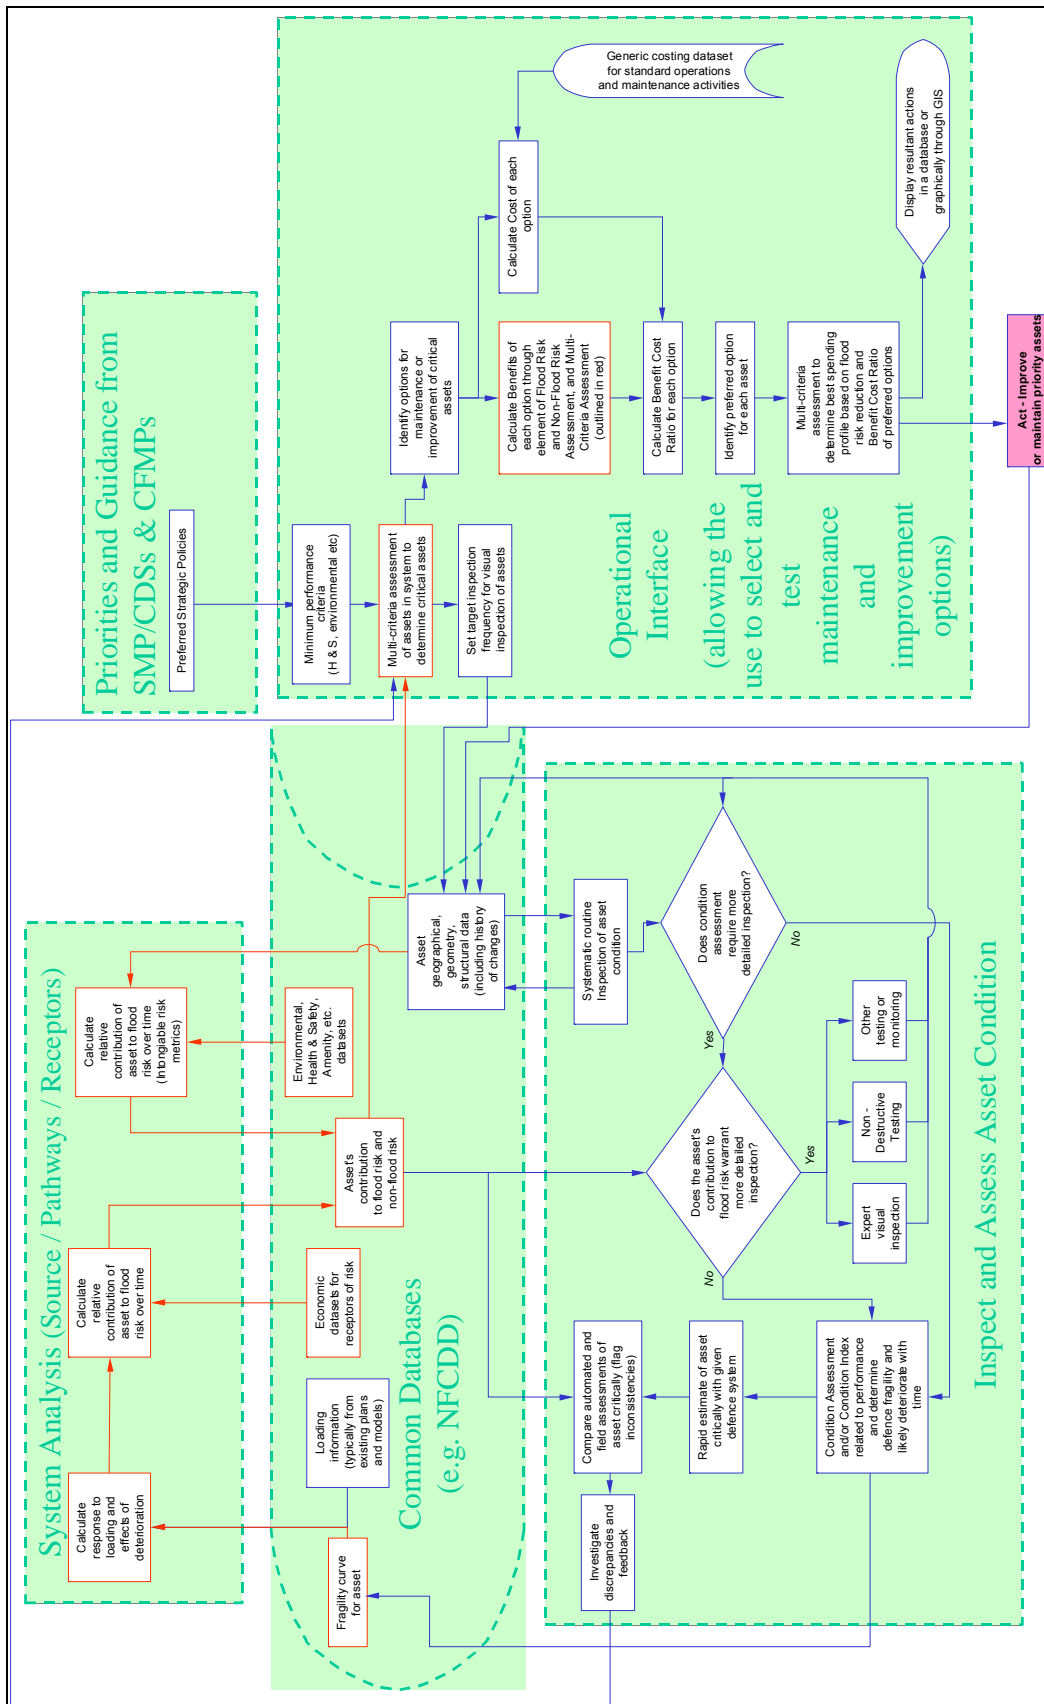 System Analysis (Source / Pathways / Receptors)
Calculate
response to
loading and
effects of
deterioration
Calculate
relative
contribution of
asset to flood
risk over time
Calculate
relative
contribution of
asset to flood
risk over time
(Intongiable risk
metrics)
Priorities and Guidance from
SMP/CDSs & CFMPs
Preferred Strategic Policies
Common Databases
(e.g. NFCDD)
Fragility curve
for asset
Loading
information
(typically from
existing plans
and models)
Economic
datasets for
receptors of risk
Asset's
contribution
to flood risk and
non-flood risk
Environmental,
Health & Safety,
Amenity, etc.
datasets
Asset
geographical,
geometry,
structural data
(including history
of changes)
Minimum performance
criteria
(H & S, environmental etc)
Multi-criteria assessment
of assets in system to
determine critical assets
Set target inspection
frequency for visual
inspection of assets
Identify options for
maintenance or
improvement of critical
assets
Calculate Benefits of
each option through
element of Flood Risk
and Non-Flood Risk
Assessment, and Multi-
Criteria Assessment
(outlined in red)
Calculate Cost of each
option
Generic costing dataset
for standard operations
and maintenance activities
Calculate Benefit Cost
Ratio for each option
Identify preferred option
for each asset
Multi-criteria
assessment to
determine best spending
profile based on flood
risk reduction and
Benefit Cost Ratio
of preferred options
Display resultant actions
in a database or
graphically through GIS
Operational
Interface
(allowing the
use to select and
test
maintenance
and
improvement
options)
Act - Improve
or maintain priority assets
Investigate
discrepancies and
feedback
Compare automated and
field assessments of
asset critically (flag
inconsistencies)
Rapid estimate of asset
critically with given
defence system
Condition Assessment
and/or Condition Index
related to performance
and determine
defence fragility and
likely deteriorate with
time
Systematic routine
Inspection of asset
condition
Does condition
assessment
require more
detailed inspection?
Yes
No
Does the asset's
contribution to
flood risk warrant
more detailed
inspection?
No
Yes
Expert
visual
inspection
Non -
Destructive
Testing
Other
testing or
monitoring
Inspect and Assess Asset Condition